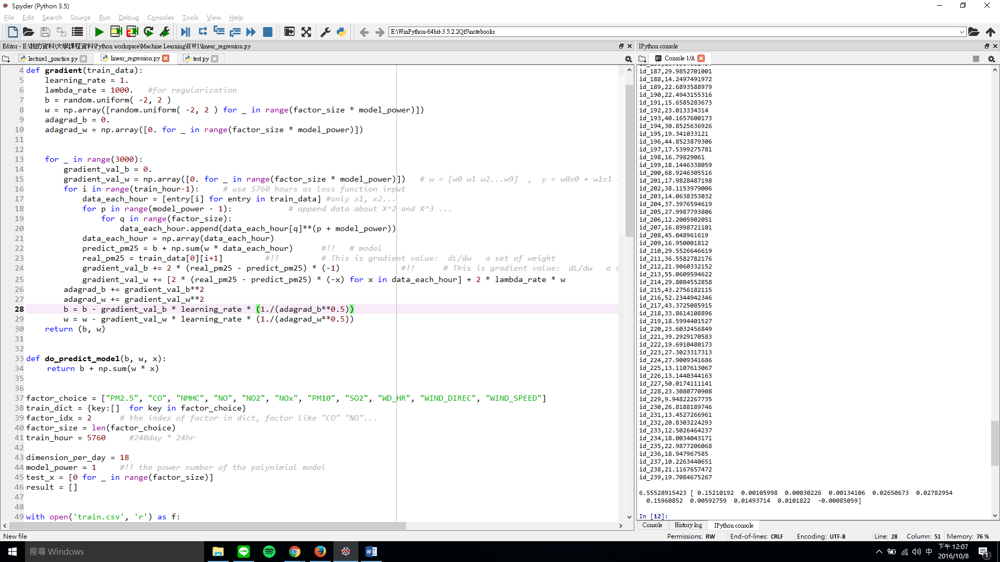 Spyder (Python 3.5)
File Edit Search Source Run Debug Consoles Tools View Help
E:\WinPython-64bit-3.5.2.2Qt5\notebooks
Editor - E:\我的資料\大學課程資料\Python workspace\Machine Learning\HW1\linear_regression.py
lecture1_practice.py linear_regression.py test.py
4 def gradient(train_data):
5 learning_rate = 1.
6 lambda_rate = 1000. #for regularization
7 b = random.uniform( -2, 2 )
8 w = np.array([random.uniform( -2, 2 ) for _ in range(factor_size * model_power)])
9 adagrad_b = 0.
10 adagrad_w = np.array([0. for _ in range(factor_size * model_power)])
11
12
13 for _ in range(3000):
14 gradient_val_b = 0.
15 gradient_val_w = np.array([0. for _ in range(factor_size * model_power)]) # w = [w0 w1 w2...w9] , y = w0x0 + w1x1
16 for i in range(train_hour-1): # use 5760 hours as loss function input
17 data_each_hour = [entry[i] for entry in train_data] #only x1, x2...
18 for p in range(model_power - 1): # append data about X^2 and X^3 ...
19 for q in range(factor_size):
20 data_each_hour.append(data_each_hour[q]**(p + model_power))
21 data_each_hour = np.array(data_each_hour)
22 predict_pm25 = b + np.sum(w * data_each_hour) #!! # model
23 real_pm25 = train_data[0][i+1] #!! # This is gradient value: dL/dw a set of weight
24 gradient_val_b += 2 * (real_pm25 - predict_pm25) * (-1) #!! # This is gradient value: dL/dw a s
25 gradient_val_w += [2 * (real_pm25 - predict_pm25) * (-x) for x in data_each_hour] + 2 * lambda_rate * w
26 adagrad_b += gradient_val_b**2
27 adagrad_w += gradient_val_w**2
28 b = b - gradient_val_b * learning_rate * (1./(adagrad_b**0.5))
29 w = w - gradient_val_w * learning_rate * (1./(adagrad_w**0.5))
30 return (b, w)
31
32
33 def do_predict_model(b, w, x):
34 return b + np.sum(w * x)
35
36
37 factor_choice = ["PM2.5", "CO", "NMHC", "NO", "NO2", "NOx", "PM10", "SO2", "WD_HR", "WIND_DIREC", "WIND_SPEED"]
38 train_dict = {key:[] for key in factor_choice}
39 factor_idx = 2 # the index of factor in dict, factor like "CO" "NO"...
40 factor_size = len(factor_choice)
41 train_hour = 5760 #240day * 24hr
42
43 dimension_per_day = 18
44 model_power = 1 #!! the power number of the polynimial model
45 test_x = [0 for _ in range(factor_size)]
46 result = []
47
48
49 with open('train.csv', 'r') as f:
IPython console
Console 1/A
id_187,29.9852701001
id_188,14.2497491972
id_189,22.6893588979
id_190,22.4943155316
id_191,15.6585283673
id_192,23.013334314
id_193,40.1657600173
id_194,30.8525636926
id_195,19.341033121
id_196,44.8523879306
id_197,17.5399275781
id_198,16.79829061
id_199,18.1446338059
id_200,68.9246305516
id_201,17.9828487198
id_202,38.1153979006
id_203,14.0638353032
id_204,37.3976594619
id_205,27.9987793806
id_206,12.2005902051
id_207,16.8998721101
id_208,45.048961619
id_209,16.950001812
id_210,29.5526646619
id_211,36.5582782176
id_212,21.9060332152
id_213,55.0609594622
id_214,29.8084552858
id_215,43.2756182115
id_216,52.2344942346
id_217,43.3725085915
id_218,33.8614108896
id_219,18.5994401527
id_220,23.6032456849
id_221,39.2929170583
id_222,19.6910480173
id_223,27.3023317313
id_224,27.9009341686
id_225,13.1107613067
id_226,13.1440344163
id_227,50.0174111141
id_228,23.3080770908
id_229,9.94822267735
id_230,26.8188189746
id_231,13.4527266961
id_232,20.8303224293
id_233,12.5026464237
id_234,18.0034043171
id_235,22.9877206068
id_236,18.947967585
id_237,10.2263440651
id_238,21.1167657472
id_239,19.7084675267
6.55528915423 [ 0.15210192 0.00105998 0.00030226 0.00134106 0.02650673 0.02782954
0.15960852 0.00592759 0.01493714 0.0101822 -0.00085059]
In [12]:
Console History log IPython console
New file
Permissions: RW End-of-lines: CRLF Encoding: UTF-8 Line: 28 Column: 51 Memory: 76 %
搜尋 Windows
中
下午 12:07
2016/10/8
1